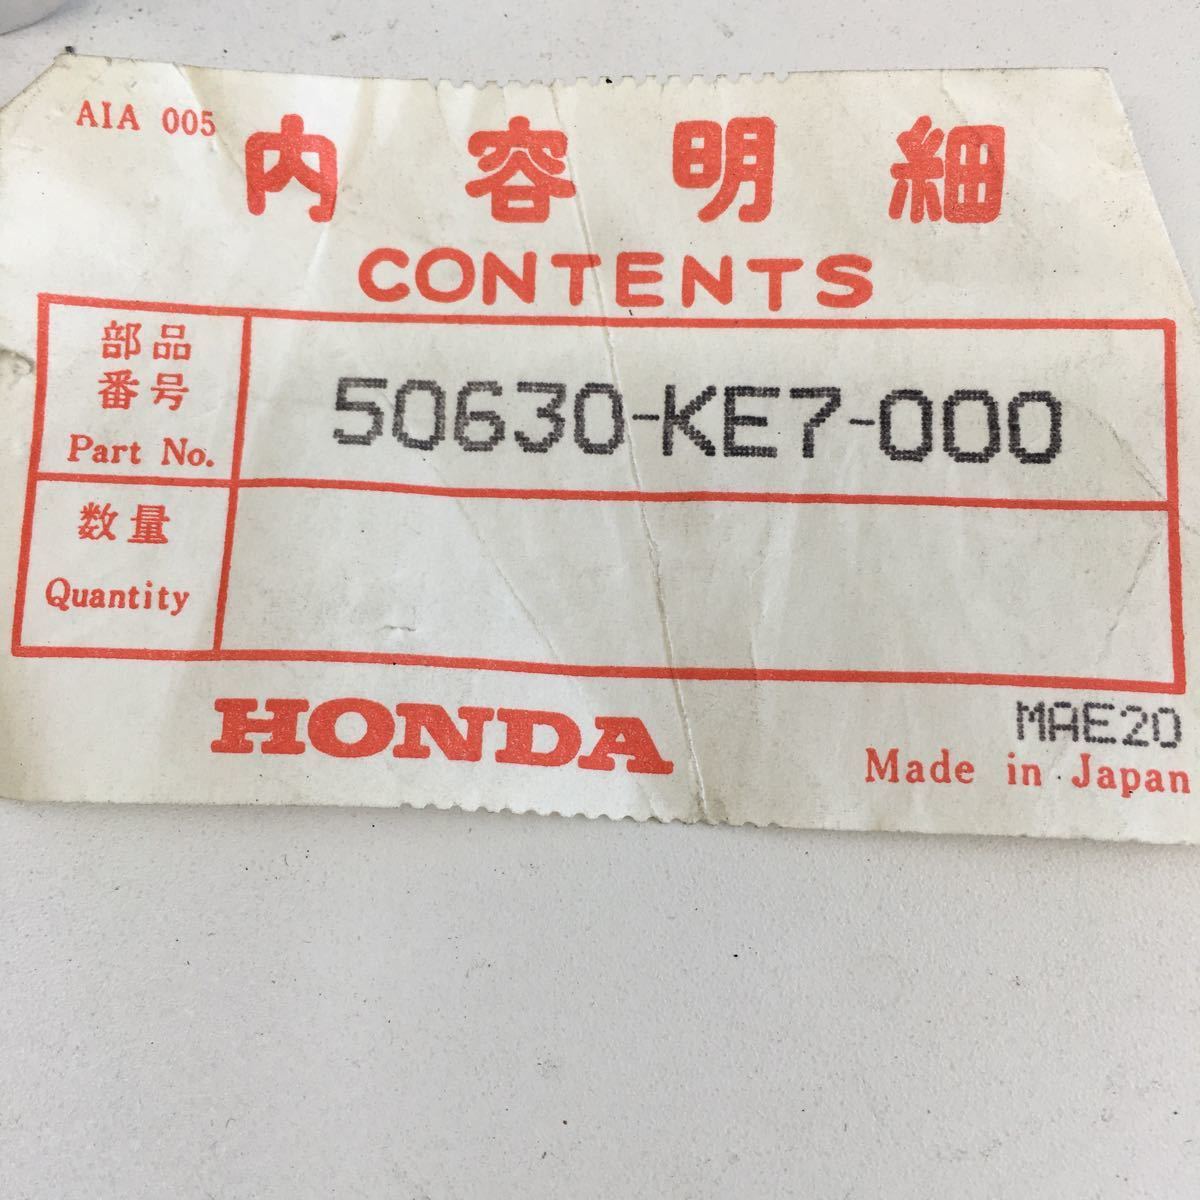 AIA 005
内容明細
CONTENTS
部品
番号
Part No.
50630-KE7-000
数量
Quantity
HONDA
MAE20
Made in Japan